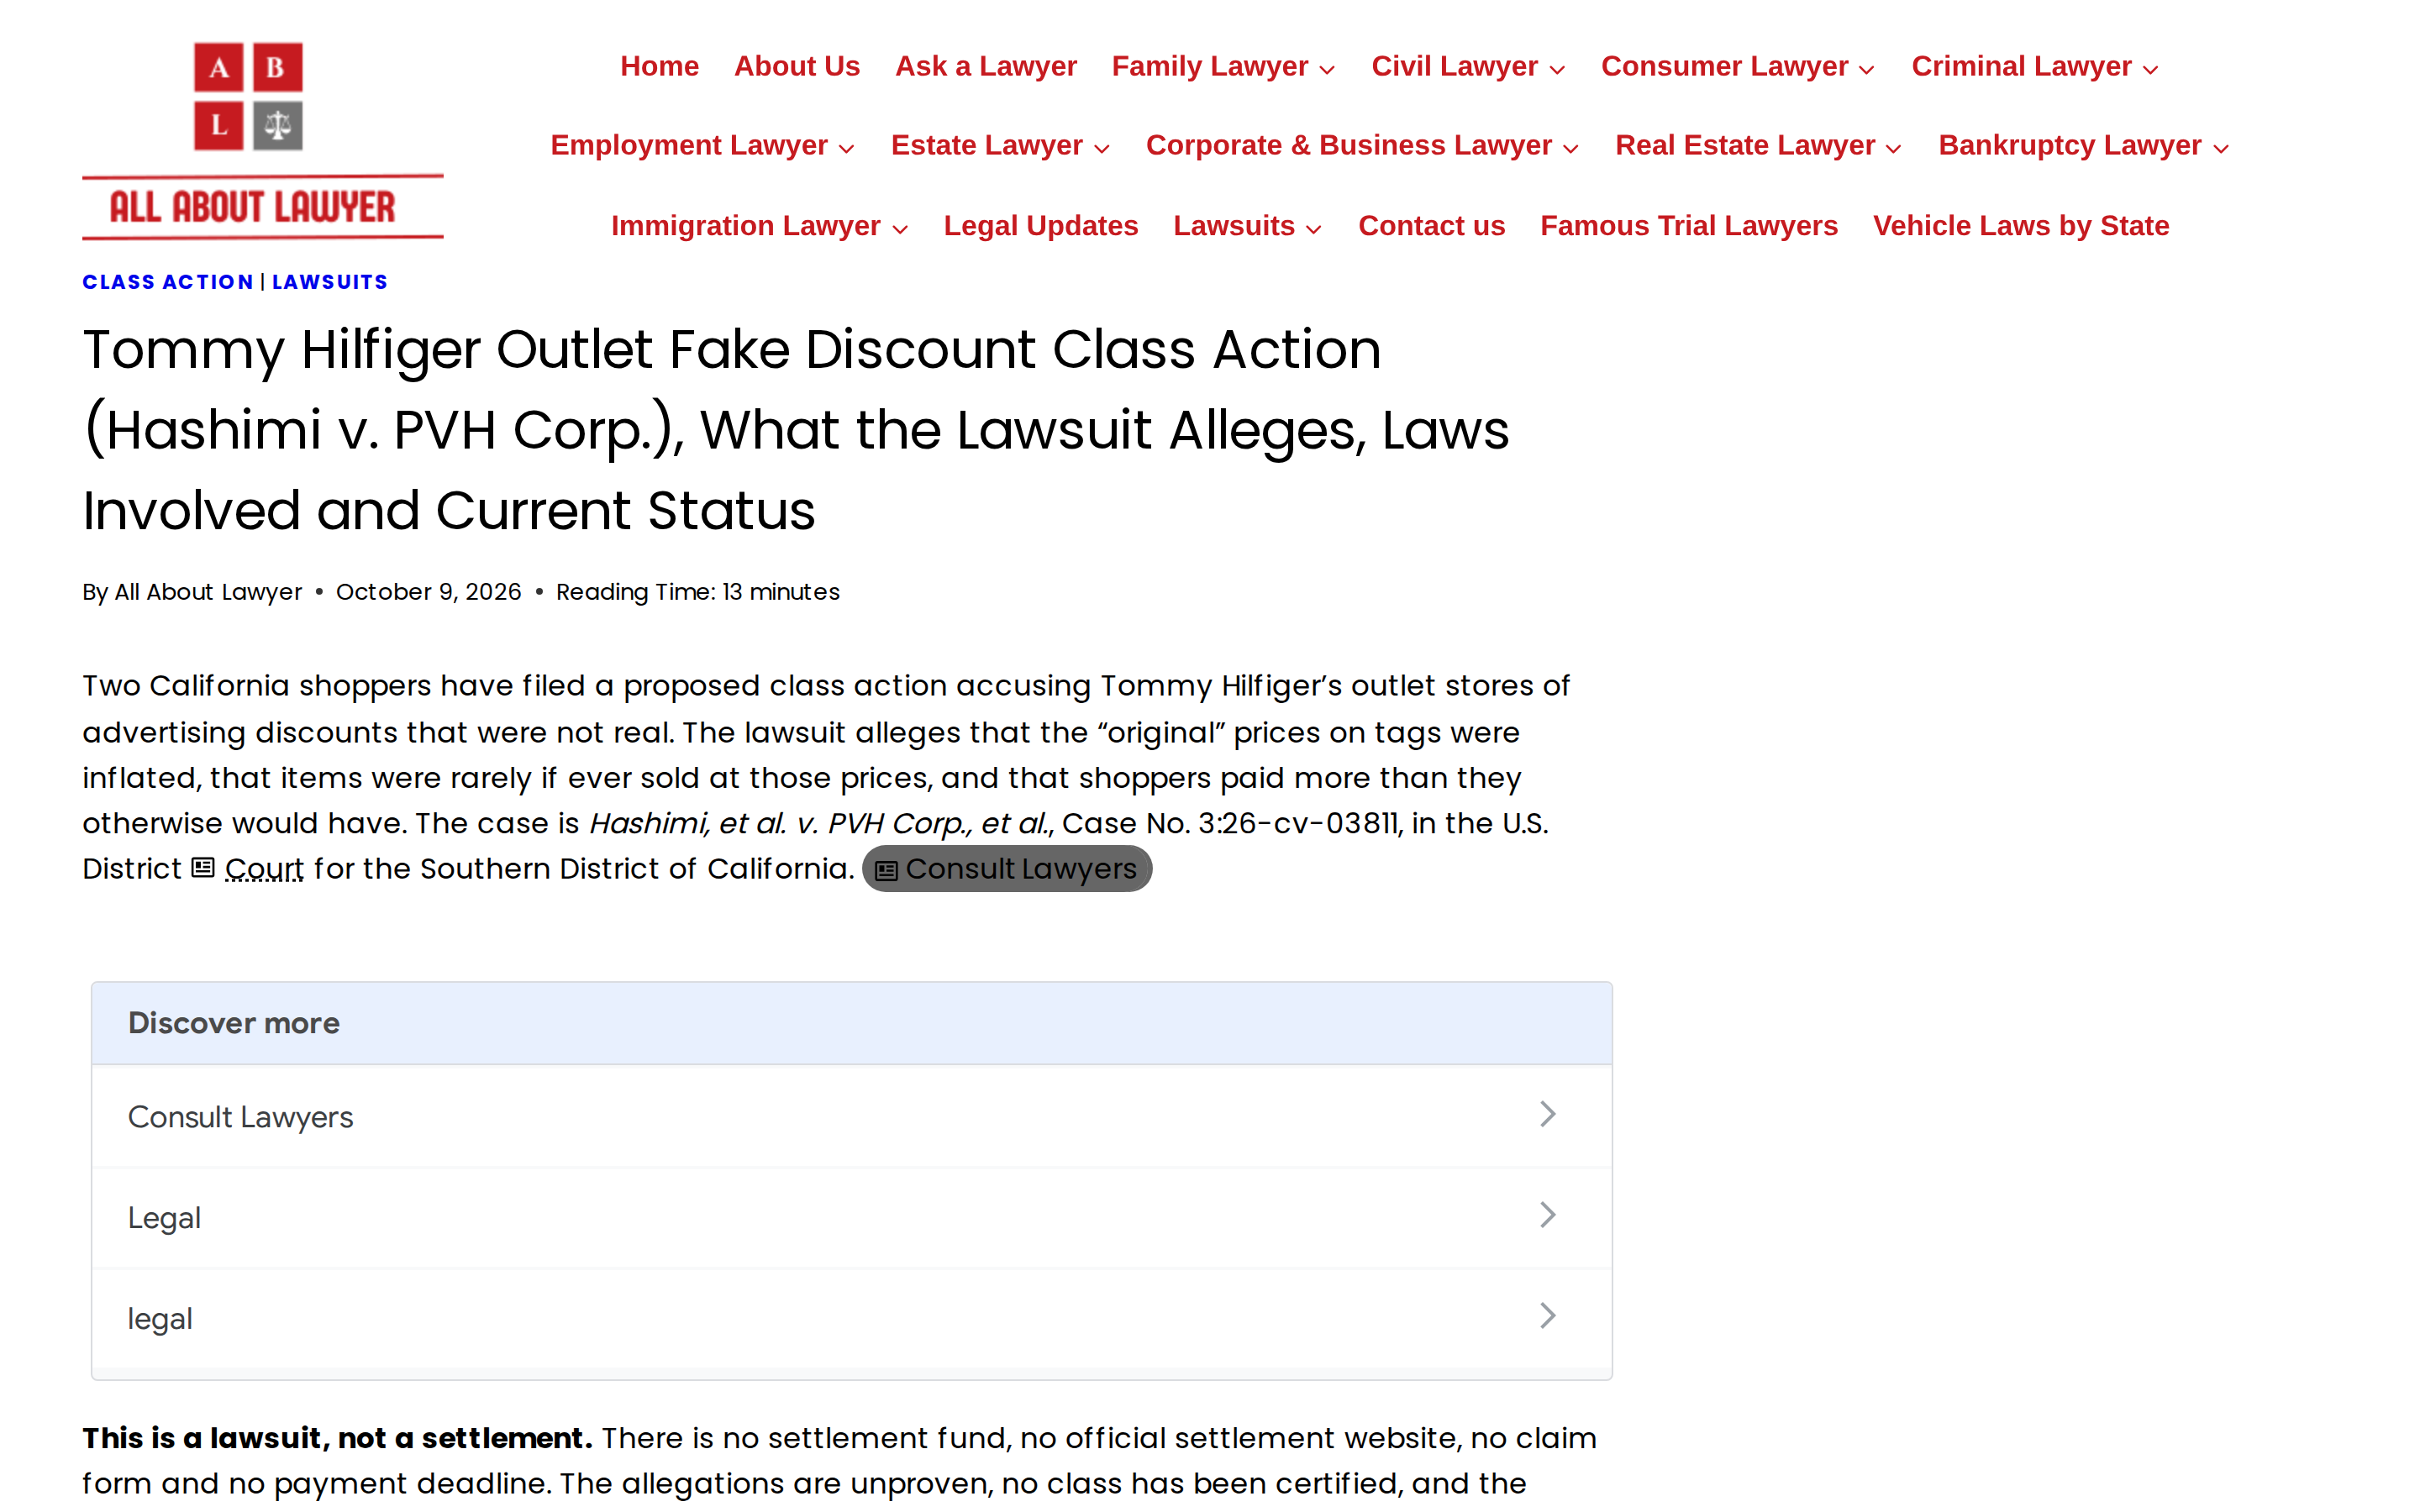 A B
L
ALL ABOUT LAWYER
Home About Us Ask a Lawyer Family Lawyer Civil Lawyer Consumer Lawyer Criminal Lawyer
Employment Lawyer Estate Lawyer Corporate & Business Lawyer Real Estate Lawyer Bankruptcy Lawyer
Immigration Lawyer Legal Updates Lawsuits Contact us Famous Trial Lawyers Vehicle Laws by State
CLASS ACTION | LAWSUITS
Tommy Hilfiger Outlet Fake Discount Class Action
(Hashimi v. PVH Corp.), What the Lawsuit Alleges, Laws
Involved and Current Status
By All About Lawyer • October 9, 2026 • Reading Time: 13 minutes
Two California shoppers have filed a proposed class action accusing Tommy Hilfiger’s outlet stores of
advertising discounts that were not real. The lawsuit alleges that the “original” prices on tags were
inflated, that items were rarely if ever sold at those prices, and that shoppers paid more than they
otherwise would have. The case is Hashimi, et al. v. PVH Corp., et al., Case No. 3:26-cv-03811, in the U.S.
District Court for the Southern District of California. Consult Lawyers
Discover more
Consult Lawyers
Legal
legal
This is a lawsuit, not a settlement. There is no settlement fund, no official settlement website, no claim
form and no payment deadline. The allegations are unproven, no class has been certified, and the